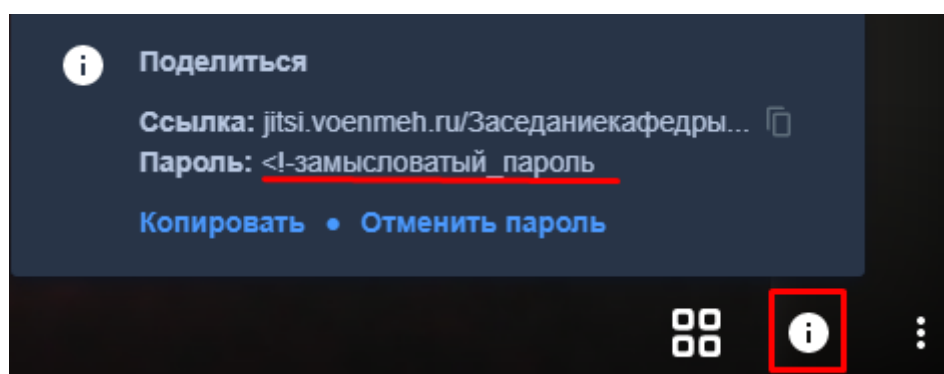 Поделиться
Ссылка: jitsi.voenmeh.ru/Заседаниекафедры...
Пароль: <!-замысловатый_пароль
Копировать • Отменить пароль